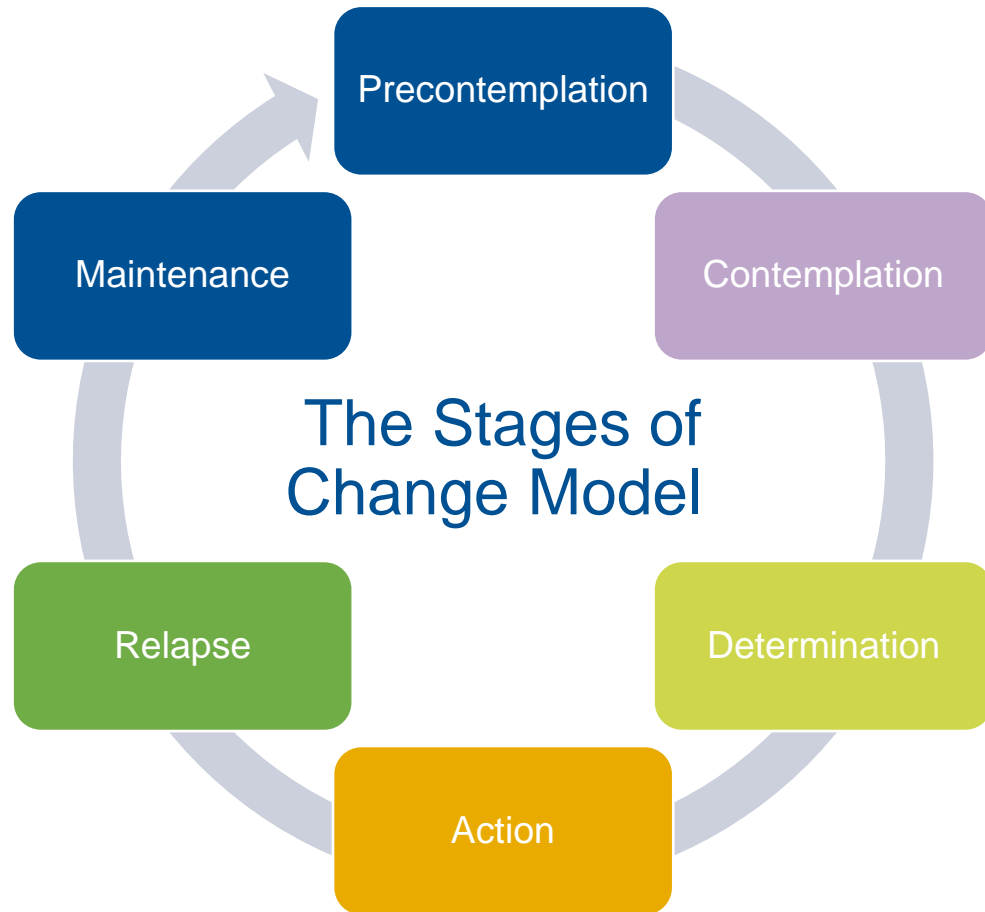 Precontemplation
Maintenance
Contemplation
The Stages of
Change Model
Relapse
Determination
Action